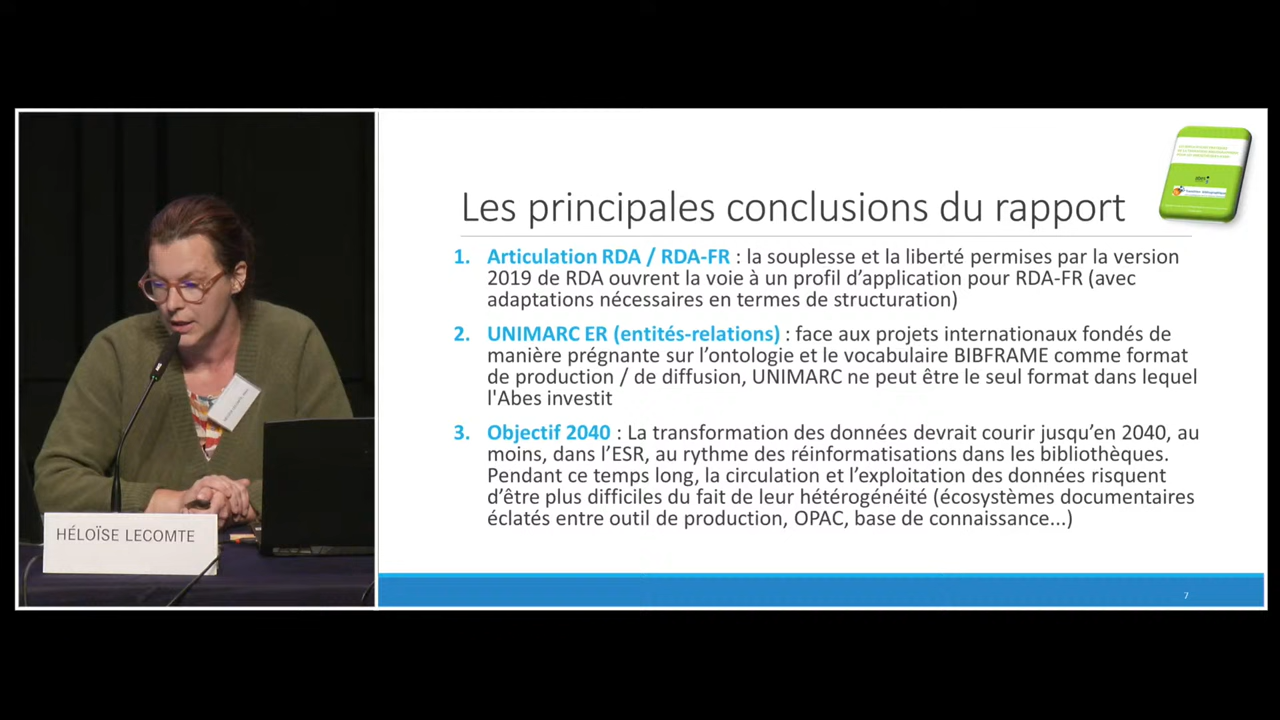 Les principales conclusions du rapport
1. Articulation RDA / RDA-FR : la souplesse et la liberté permises par la version
2019 de RDA ouvrent la voie à un profil d'application pour RDA-FR (avec
adaptations nécessaires en termes de structuration)
2. UNIMARC ER (entités-relations) : face aux projets internationaux fondés de
manière prégnante sur l'ontologie et le vocabulaire BIBFRAME comme format
de production / de diffusion, UNIMARC ne peut être le seul format dans lequel
l'Abes investit
3. Objectif 2040 : La transformation des données devrait courir jusqu'en 2040, au
moins, dans l'ESR, au rythme des réinformatisations dans les bibliothèques.
Pendant ce temps long, la circulation et l'exploitation des données risquent
d'être plus difficiles du fait de leur hétérogénéité (écosystèmes documentaires
éclatés entre outil de production, OPAC, base de connaissance...)
7
HÉLOÏSE LECOMTE
abes